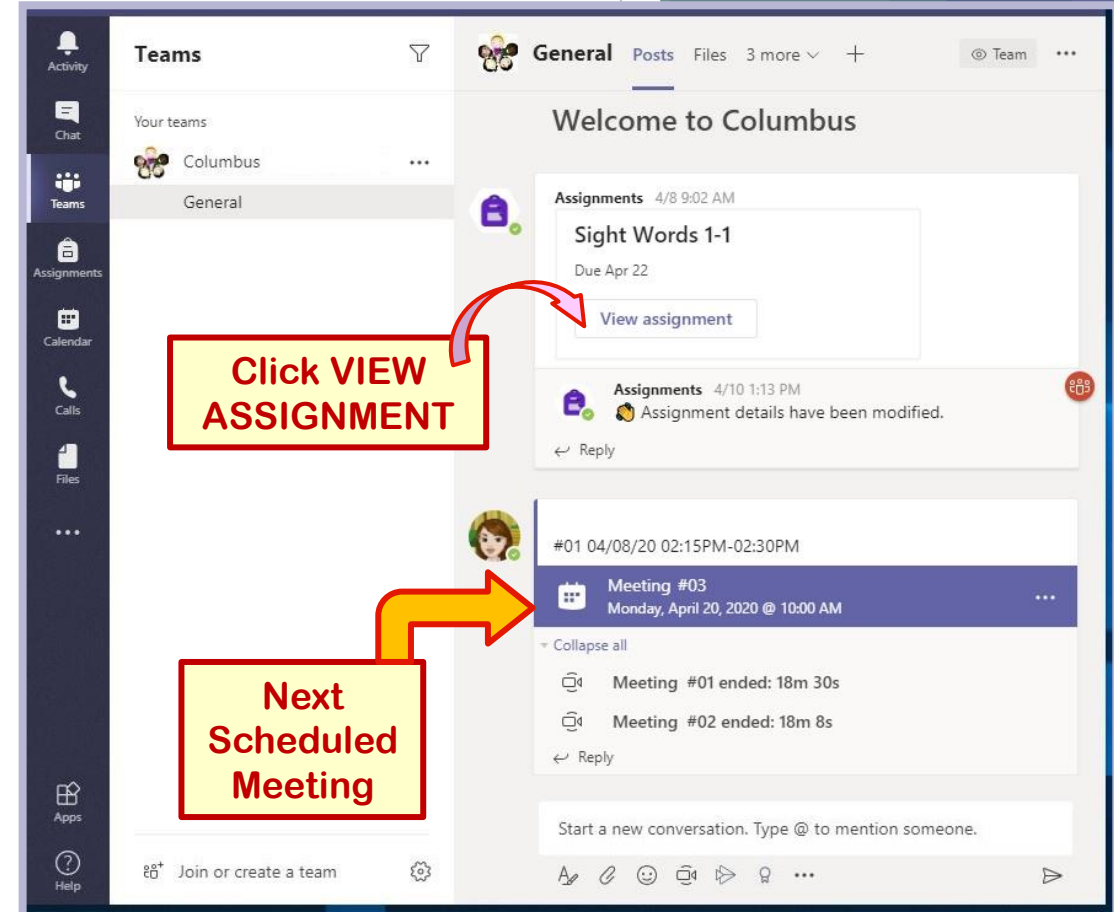 Activity
Chat
Teams
Assignments
Calendar
Calls
Files
Apps
Help
Teams
Your teams
Columbus
General
Join or create a team
General Posts Files 3 more + Team
Welcome to Columbus
Assignments 4/8 9:02 AM
Sight Words 1-1
Due Apr 22
View assignment
Click VIEW
ASSIGNMENT
Assignments 4/10 1:13 PM
Assignment details have been modified.
Reply
#01 04/08/20 02:15PM-02:30PM
Meeting #03
Monday, April 20, 2020 @ 10:00 AM
Collapse all
Meeting #01 ended: 18m 30s
Meeting #02 ended: 18m 8s
Reply
Next
Scheduled
Meeting
Start a new conversation. Type @ to mention someone.